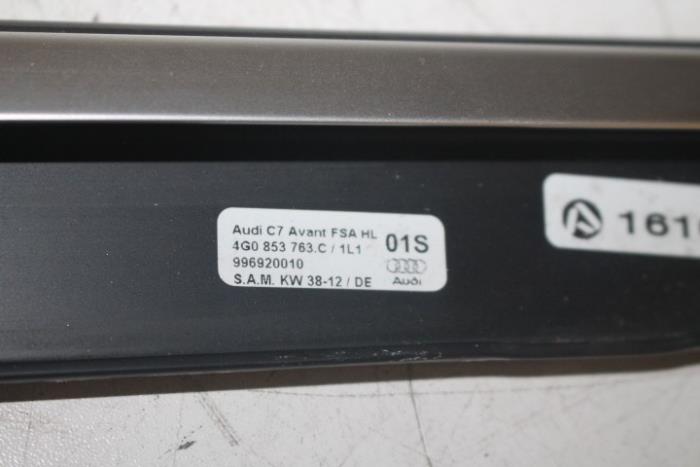 Audi C7 Avant FSA HL
4G0 853 763.C / 1L1
01S
996920010
S.A.M. KW 38-12 / DE
Audi